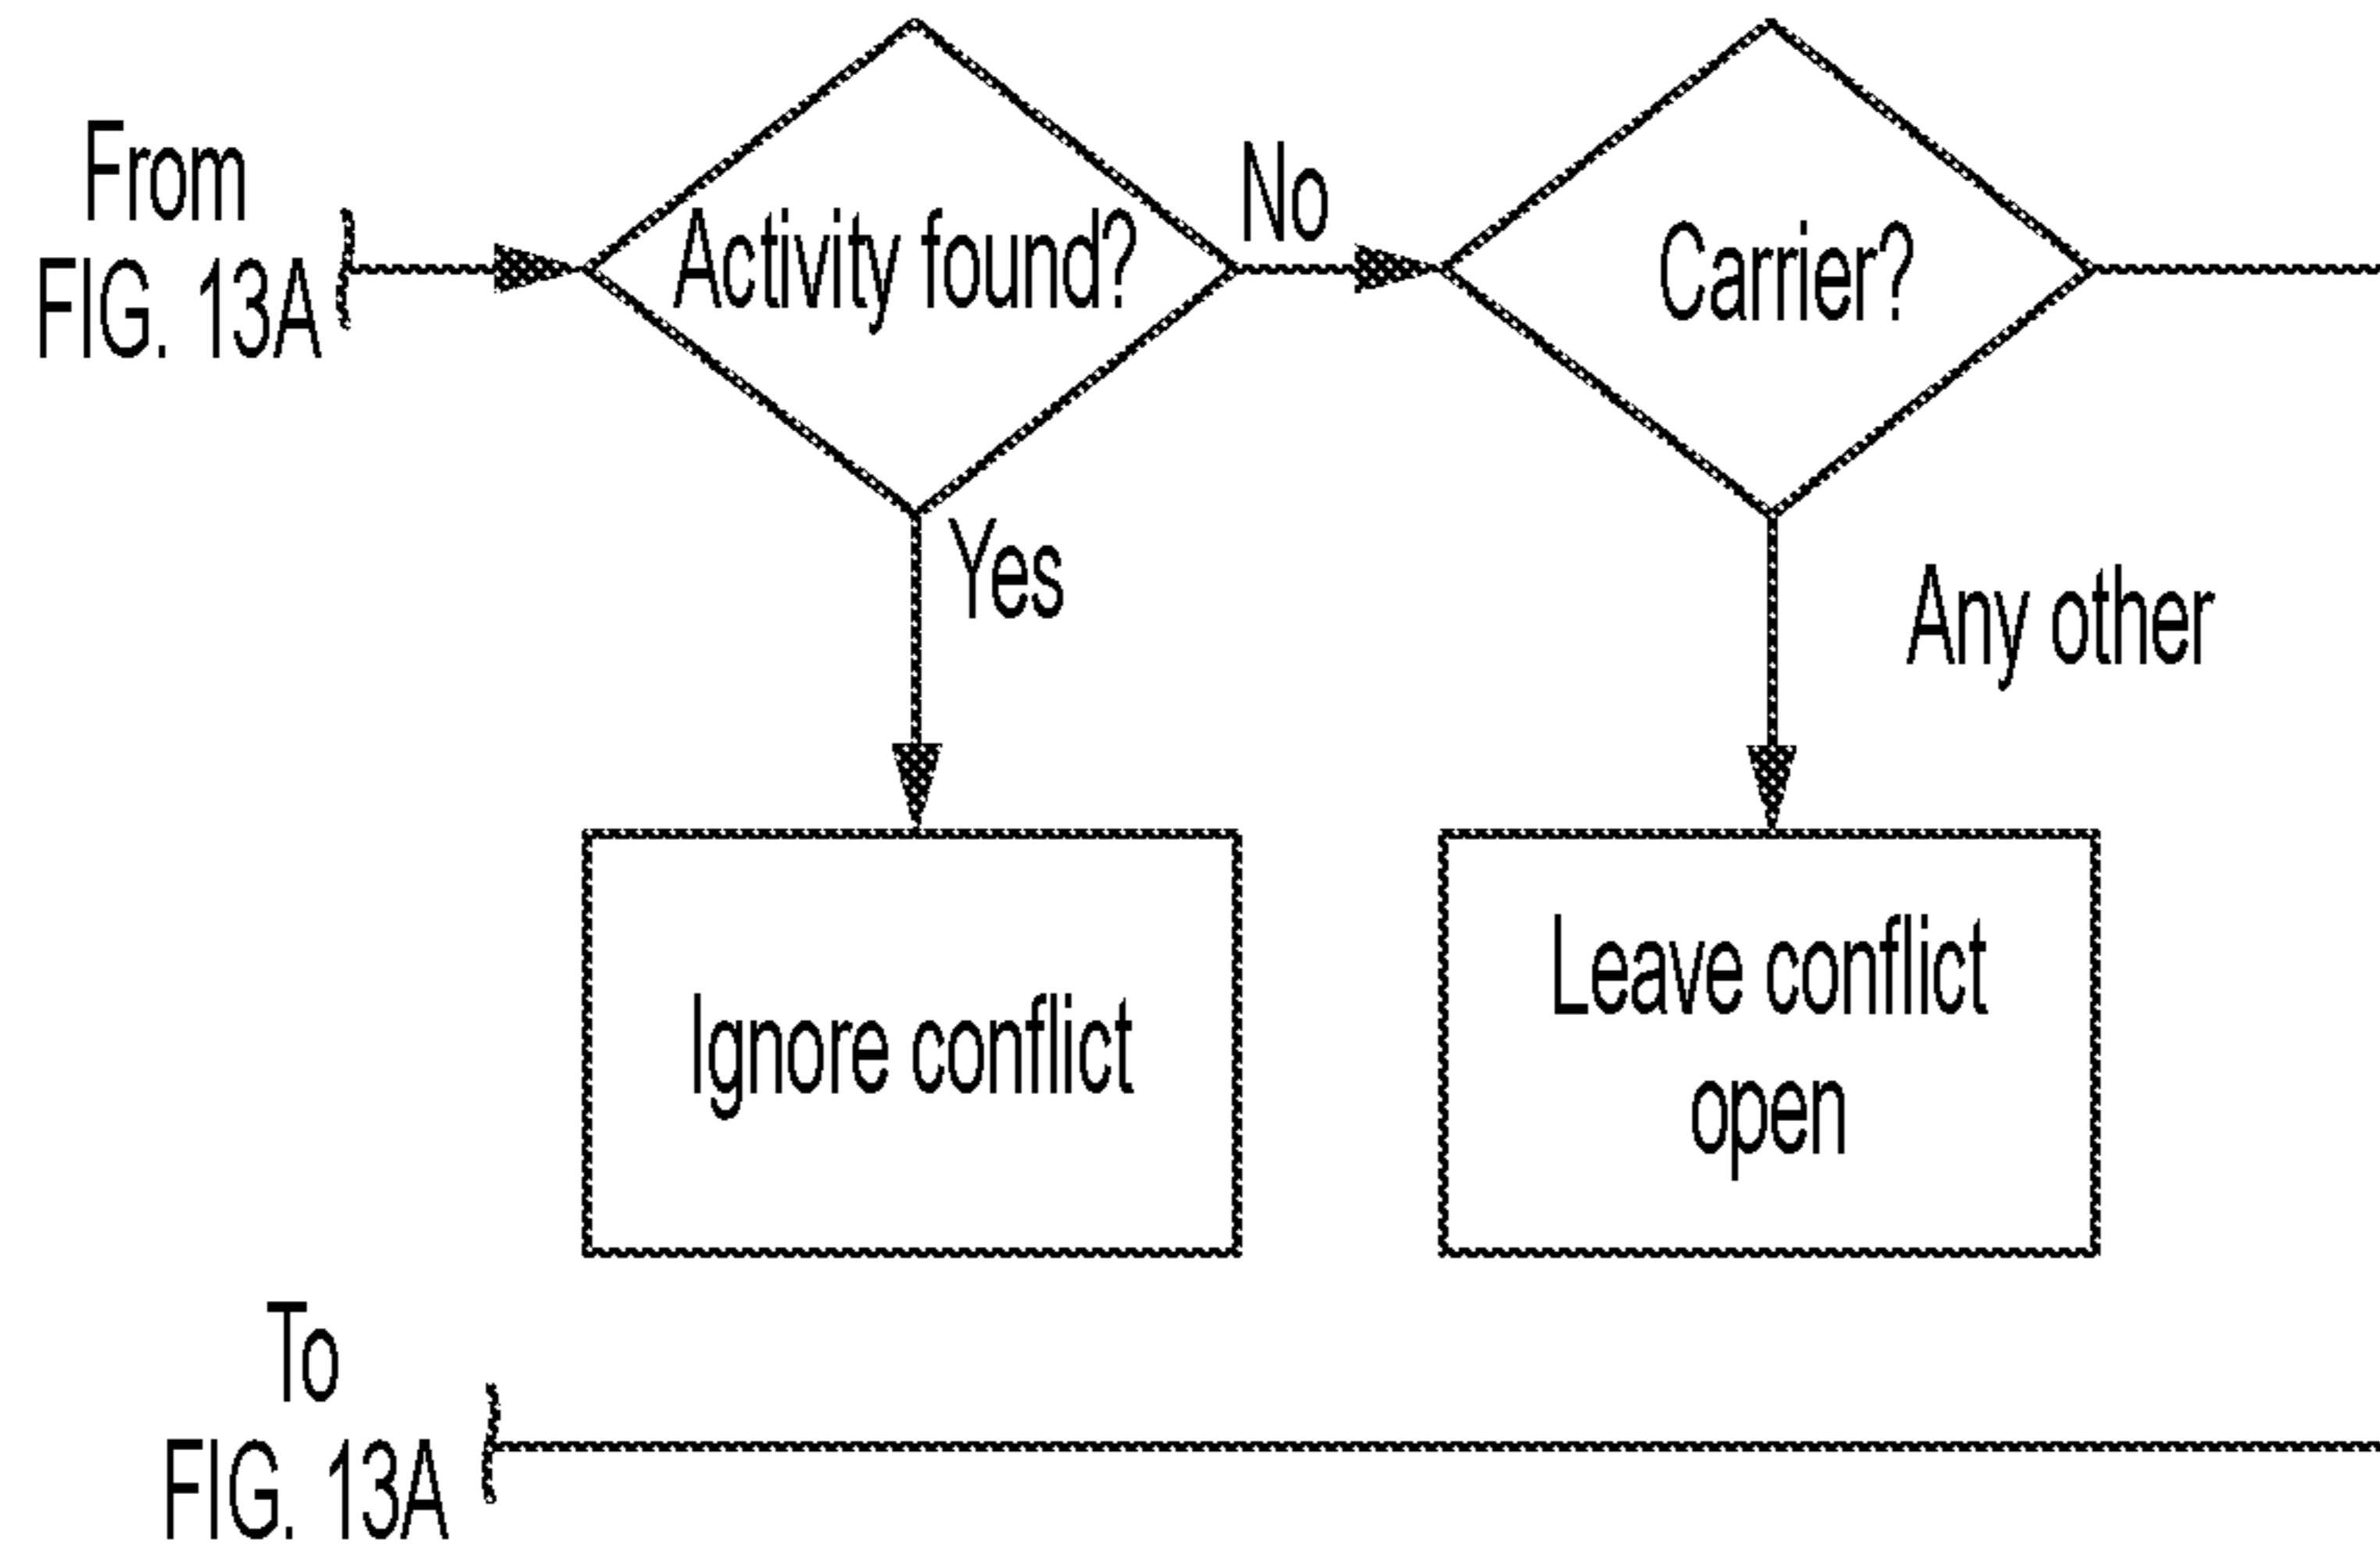 From
FIG. 13A
Activity found?
No
Carrier?
Yes
Any other
Ignore conflict
Leave conflict
open
To
FIG. 13A